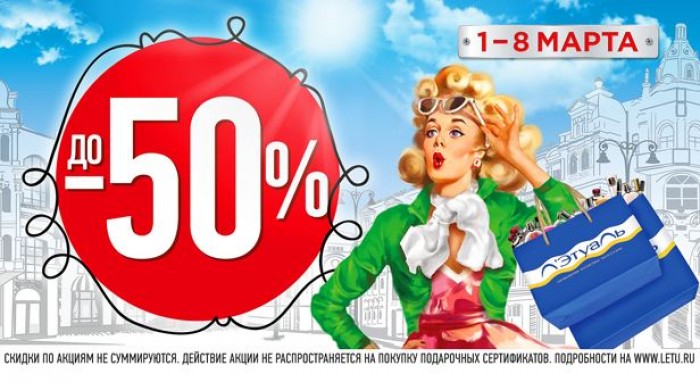 1–8 МАРТА
ДО
–50%
Л'Этуаль
СКИДКИ ПО АКЦИЯМ НЕ СУММИРУЮТСЯ. ДЕЙСТВИЕ АКЦИИ НЕ РАСПРОСТРАНЯЕТСЯ НА ПОКУПКУ ПОДАРОЧНЫХ СЕРТИФИКАТОВ. ПОДРОБНОСТИ НА WWW.LETU.RU